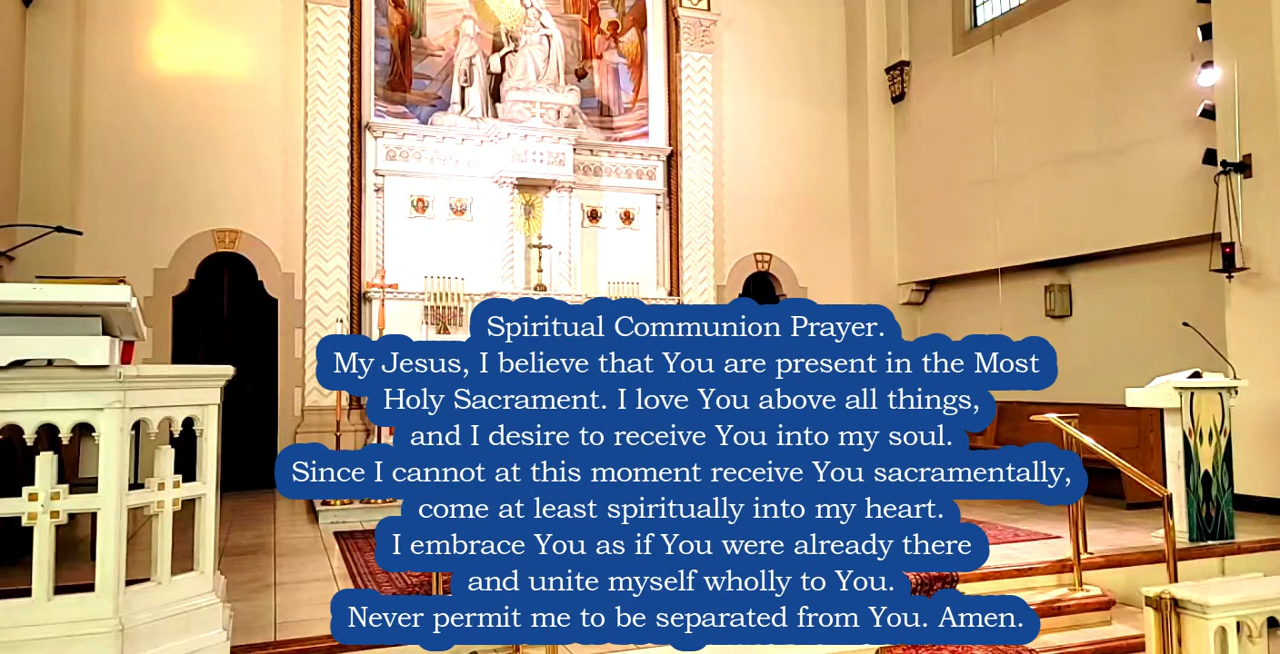 Spiritual Communion Prayer.
My Jesus, I believe that You are present in the Most
Holy Sacrament. I love You above all things,
and I desire to receive You into my soul.
Since I cannot at this moment receive You sacramentally,
come at least spiritually into my heart.
I embrace You as if You were already there
and unite myself wholly to You.
Never permit me to be separated from You. Amen.